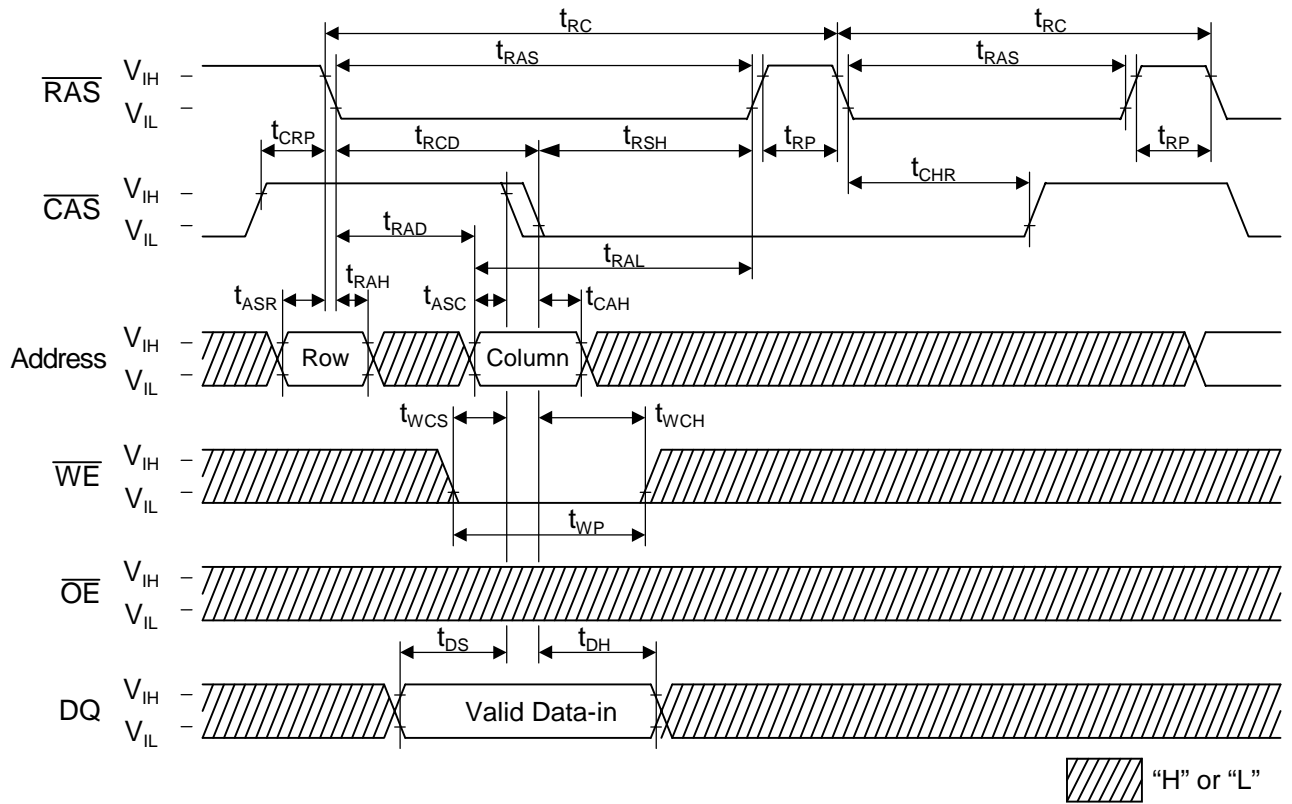 tRC tRC
tRAS tRAS
RAS VIH
VIL
tCRP tRCD tRSH tRP tRP
tCHR
CAS VIH
VIL
tRAD
tRAL
tRAH
tASR tASC tCAH
Address VIH
VIL
Row Column
tWCS tWCH
WE VIH
VIL
tWP
OE VIH
VIL
tDS tDH
DQ VIH
VIL
Valid Data-in
“H” or “L”